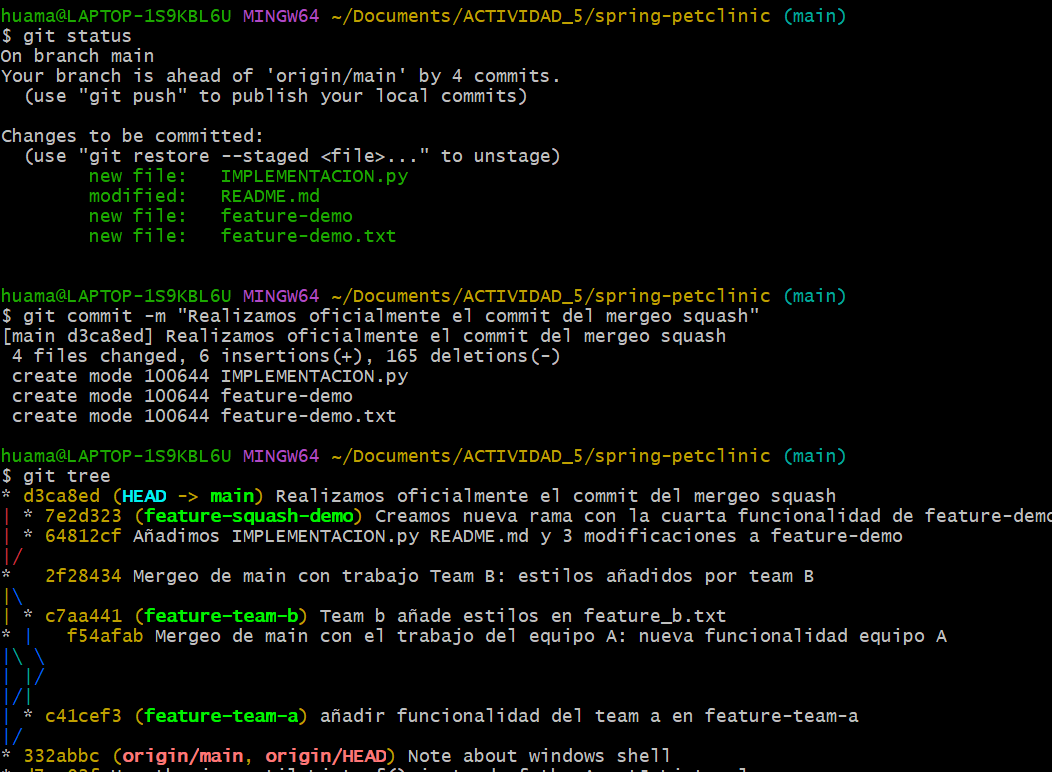 huama@LAPTOP-1S9KBL6U MINGW64 ~/Documents/ACTIVIDAD_5/spring-petclinic (main)
$ git status
On branch main
Your branch is ahead of 'origin/main' by 4 commits.
  (use "git push" to publish your local commits)

Changes to be committed:
  (use "git restore --staged <file>..." to unstage)
        new file:   IMPLEMENTACION.py
        modified:   README.md
        new file:   feature-demo
        new file:   feature-demo.txt

huama@LAPTOP-1S9KBL6U MINGW64 ~/Documents/ACTIVIDAD_5/spring-petclinic (main)
$ git commit -m "Realizamos oficialmente el commit del mergeo squash"
[main d3ca8ed] Realizamos oficialmente el commit del mergeo squash
 4 files changed, 6 insertions(+), 165 deletions(-)
 create mode 100644 IMPLEMENTACION.py
 create mode 100644 feature-demo
 create mode 100644 feature-demo.txt

huama@LAPTOP-1S9KBL6U MINGW64 ~/Documents/ACTIVIDAD_5/spring-petclinic (main)
$ git tree
* d3ca8ed (HEAD -> main) Realizamos oficialmente el commit del mergeo squash
| * 7e2d323 (feature-squash-demo) Creamos nueva rama con la cuarta funcionalidad de feature-demo
| * 64812cf Añadimos IMPLEMENTACION.py README.md y 3 modificaciones a feature-demo
|/
*   2f28434 Mergeo de main con trabajo Team B: estilos añadidos por team B
|\
| * c7aa441 (feature-team-b) Team b añade estilos en feature_b.txt
* |   f54afab Mergeo de main con el trabajo del equipo A: nueva funcionalidad equipo A
|\ \
| |/
|/|
| * c41cef3 (feature-team-a) añadir funcionalidad del team a en feature-team-a
|/
* 332abbc (origin/main, origin/HEAD) Note about windows shell